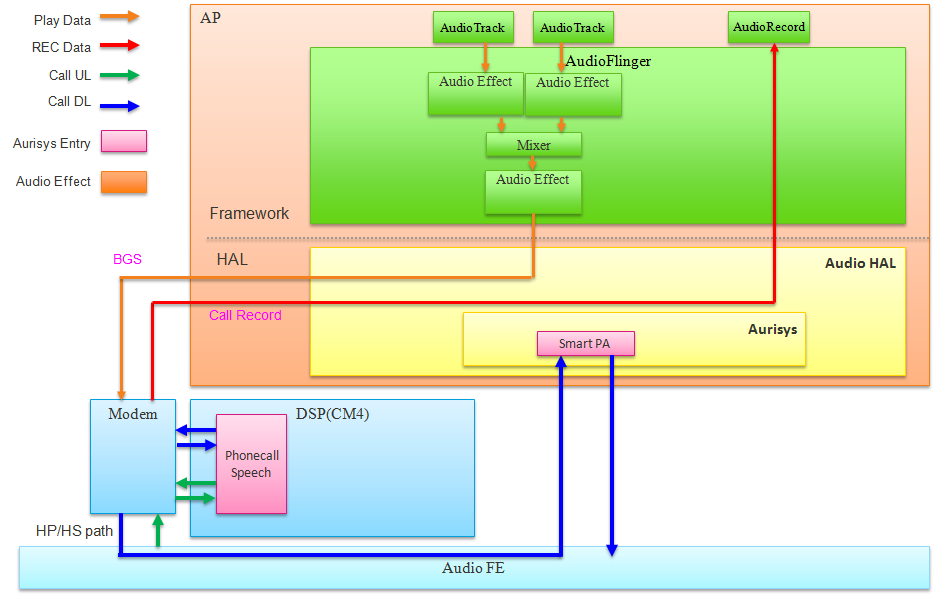 Play Data
REC Data
Call UL
Call DL
Aurisys Entry
Audio Effect
AP
AudioTrack
AudioTrack
AudioRecord
AudioFlinger
Audio Effect
Audio Effect
Mixer
Audio Effect
Framework
HAL
BGS
Audio HAL
Call Record
Aurisys
Smart PA
Modem
DSP(CM4)
Phonecall
Speech
HP/HS path
Audio FE